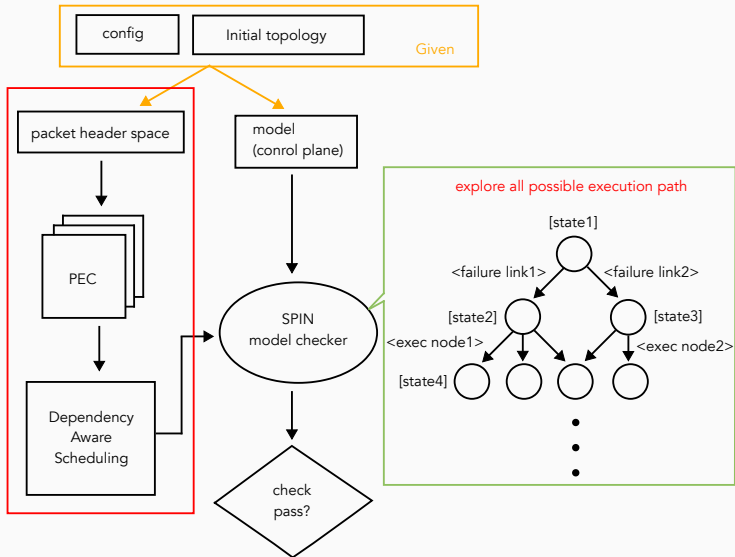 config
Initial topology
Given
packet header space
model
(conrol plane)
PEC
Dependency
Aware
Scheduling
SPIN
model checker
check
pass?
explore all possible execution path
[state1]
<failure link1>
<failure link2>
[state2]
[state3]
<exec node1>
<exec node2>
[state4]